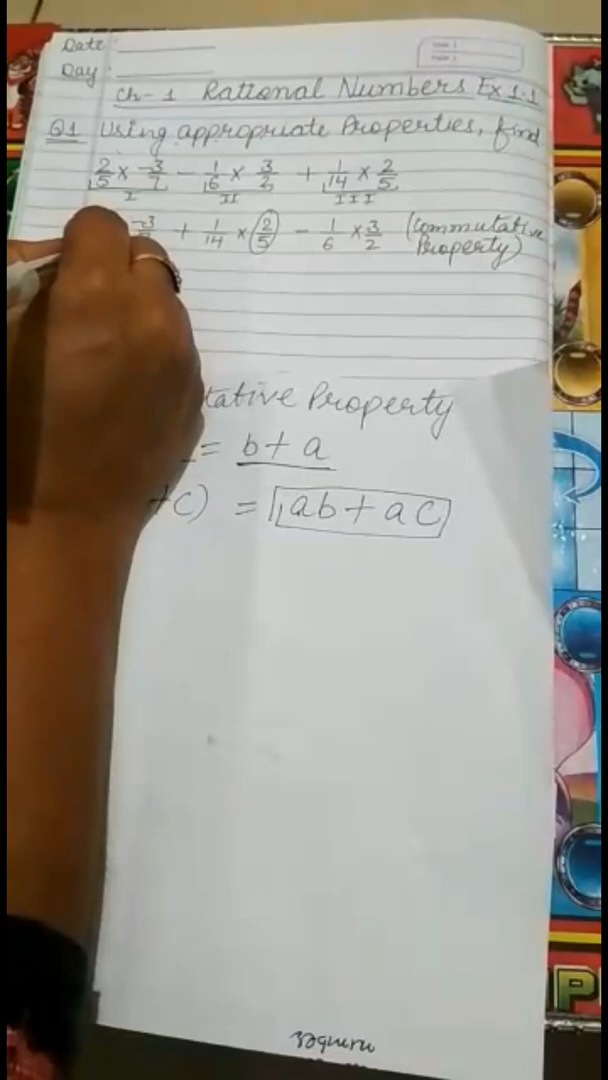 Date
Day
Ch- 1 Rational Numbers Ex 1.1
Q1 Using appropriate Properties, find
2/5 × -3/7 - 1/6 × 3/2 + 1/14 × 2/5
I II III
-3 + 1/14 × 2/5 - 1/6 × 3/2 (Commutative
Property)
tative Property
= b + a
+c) = ab + ac